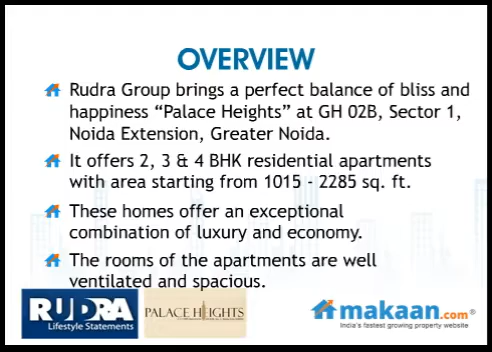 OVERVIEW
Rudra Group brings a perfect balance of bliss and
happiness “Palace Heights” at GH 02B, Sector 1,
Noida Extension, Greater Noida.
It offers 2, 3 & 4 BHK residential apartments
with area starting from 1015 - 2285 sq. ft.
These homes offer an exceptional
combination of luxury and economy.
The rooms of the apartments are well
ventilated and spacious.
RUDRA
Lifestyle Statements
PALACE HEIGHTS
makaan.com®
India's fastest growing property website